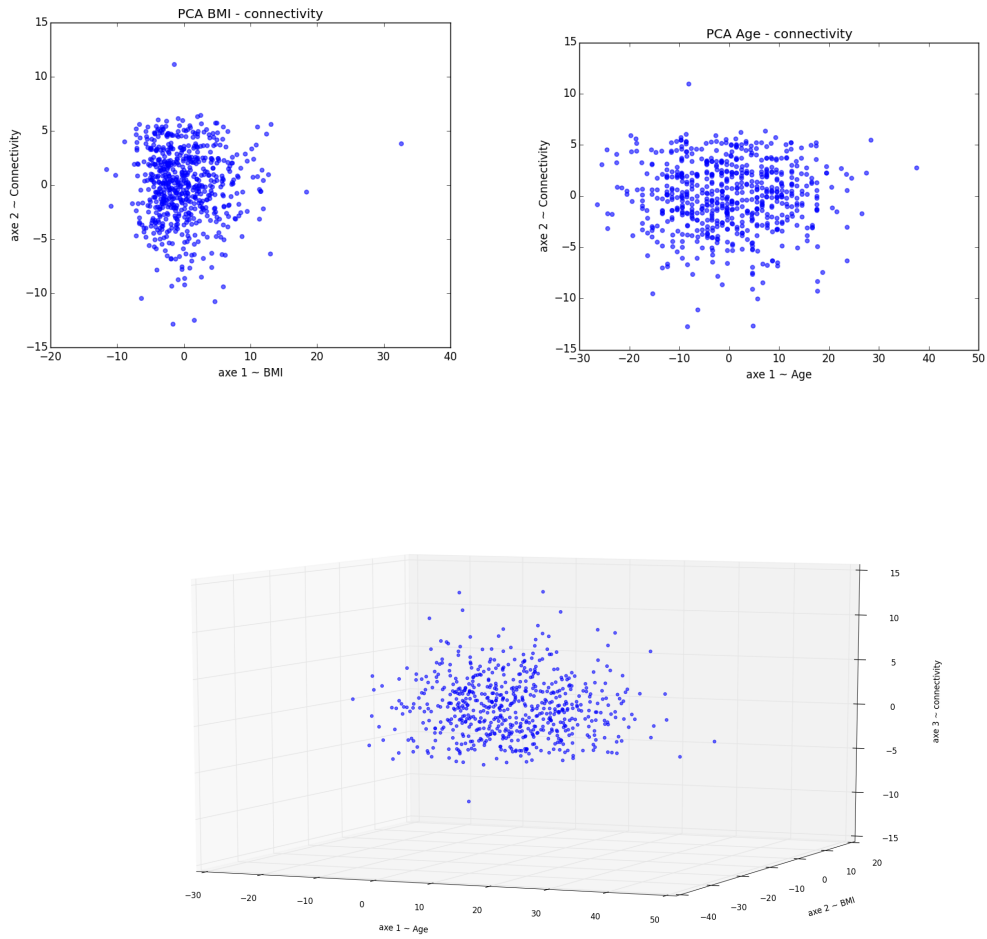 PCA BMI - connectivity
15
10
5
0
−5
−10
−15
axe 2 ~ Connectivity
−20 −10 0 10 20 30 40
axe 1 ~ BMI
PCA Age - connectivity
15
10
5
0
−5
−10
−15
axe 2 ~ Connectivity
−30 −20 −10 0 10 20 30 40 50
axe 1 ~ Age
15
10
5
0
−5
−10
−15
axe 3 ~ connectivity
−30 −20 −10 0 10 20 30 40 50
axe 1 ~ Age
−40 −30 −20 −10 0 10 20
axe 2 ~ BMI